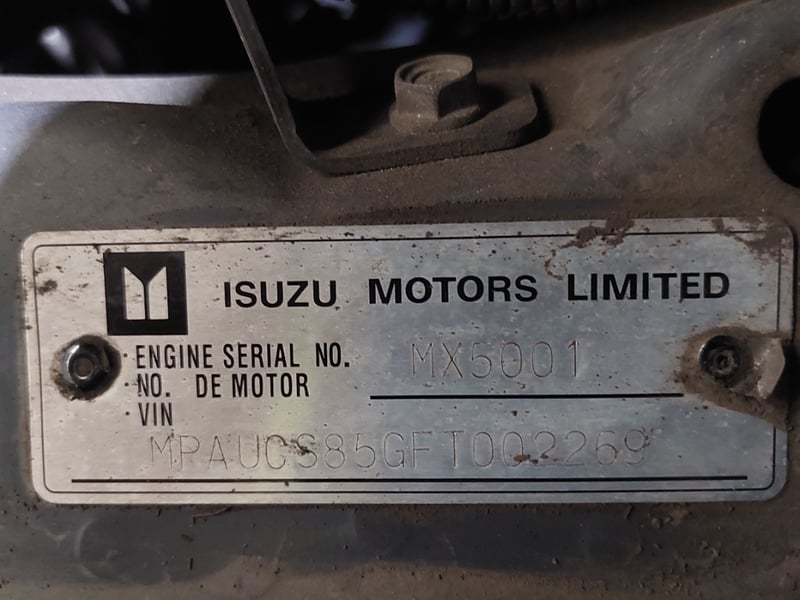 ISUZU MOTORS LIMITED
ENGINE SERIAL NO. MX5001
NO. DE MOTOR
VIN
MPAUCS85GFT002269